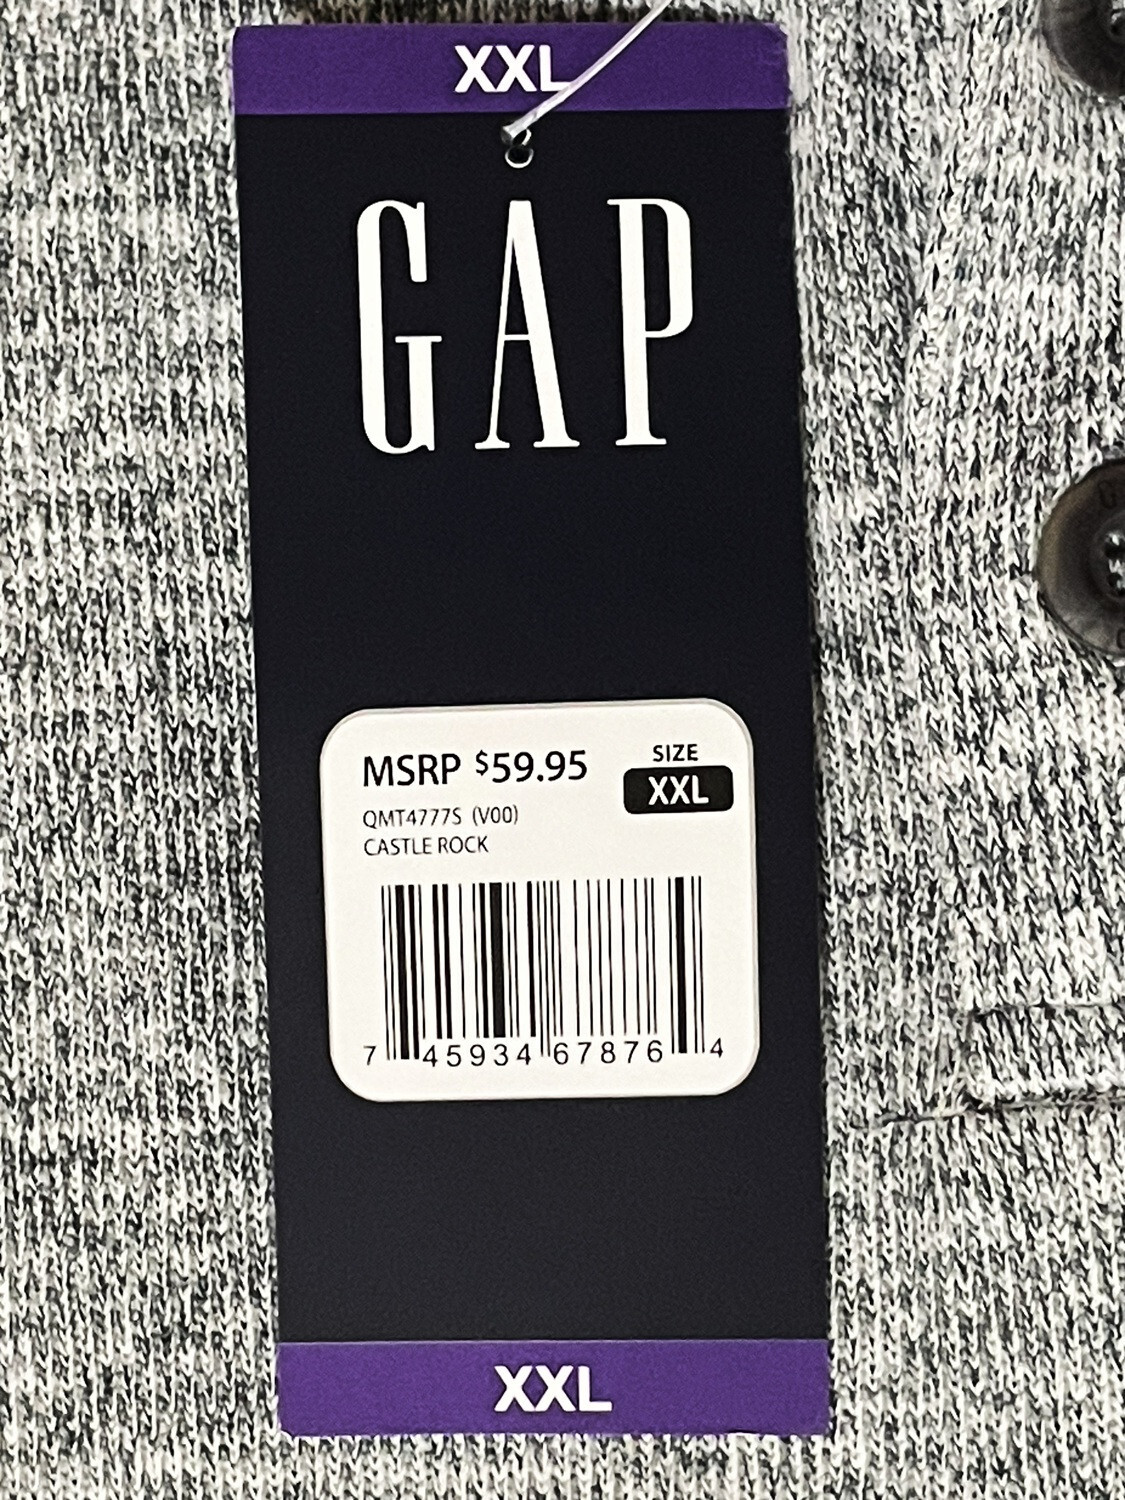 XXL
GAP
MSRP $59.95
SIZE
XXL
QMT4777S (V00)
CASTLE ROCK
7 45934 67876 4
XXL